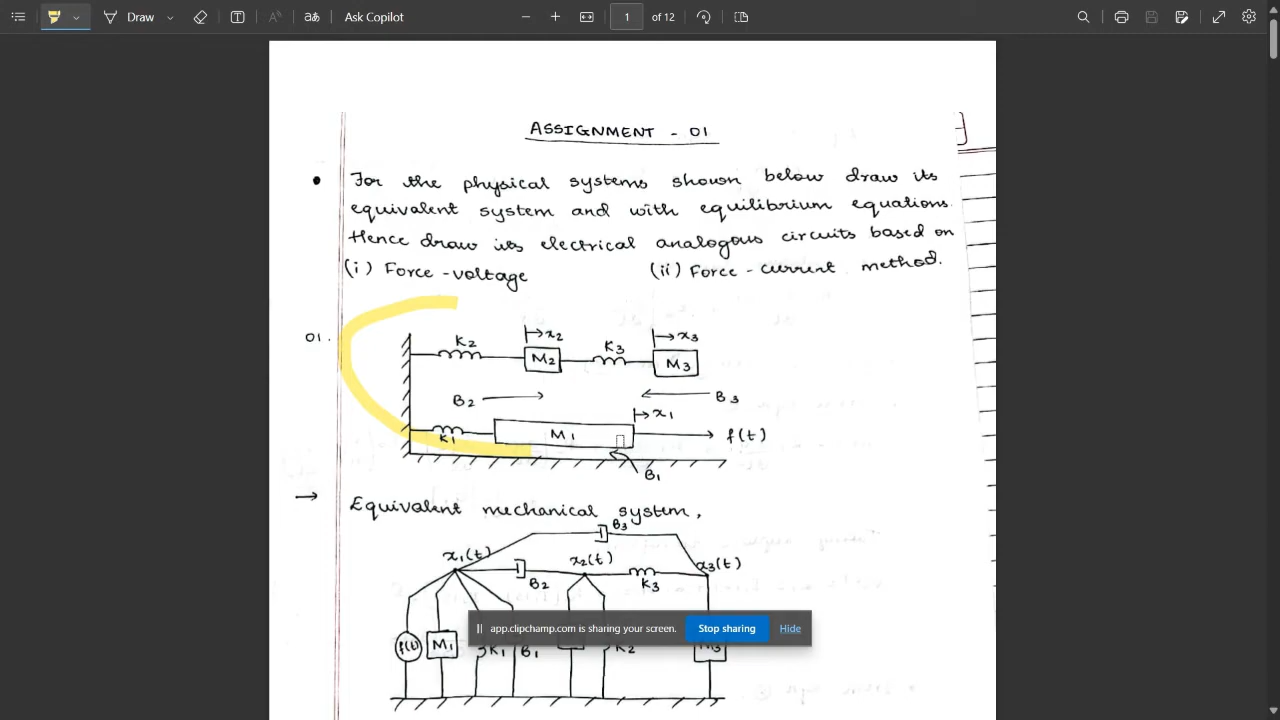 Draw
aあ
Ask Copilot
1
of 12
ASSIGNMENT - 01
• For the physical systems shown below draw its
equivalent system and with equilibrium equations.
Hence draw its electrical analogous circuits based on
(i) Force - voltage (ii) Force - current method.
01.
K2 x2 K3 x3
M2 M3
B2 B3
x1
K1 M1 f(t)
B1
→ Equivalent mechanical system,
B3
x1(t) x2(t) x3(t)
B2 K3
app.clipchamp.com is sharing your screen. Stop sharing Hide
f(t) M1 K1 B1 K2